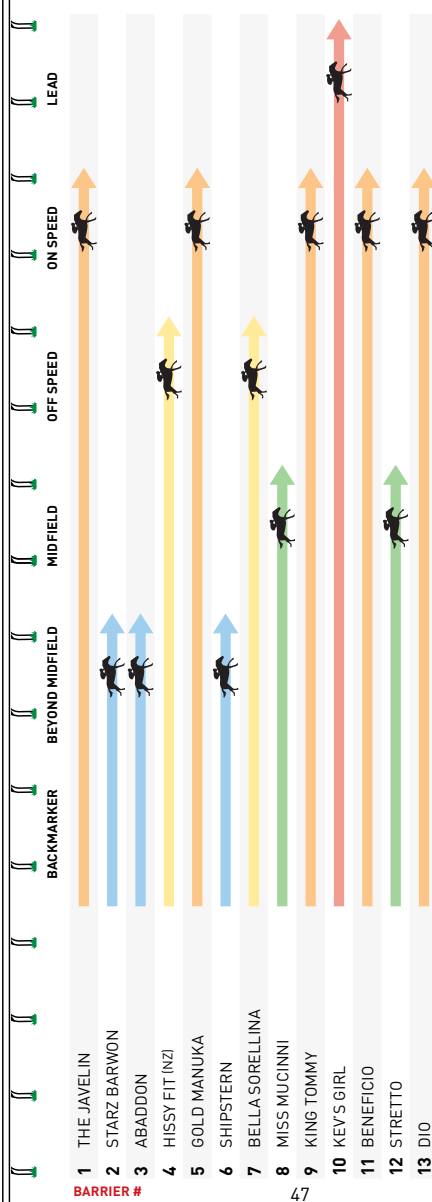 BACKMARKER BEYOND MIDFIELD MIDFIELD OFF SPEED ON SPEED LEAD
1 THE JAVELIN
2 STARZ BARWON
3 ABADDON
4 HISSY FIT (NZ)
5 GOLD MANUKA
6 SHIPSTERN
7 BELLA SORELLINA
8 MISS MUCINNI
9 KING TOMMY
10 KEV'S GIRL
11 BENEFICIO
12 STRETTO
13 DIO
BARRIER #
47